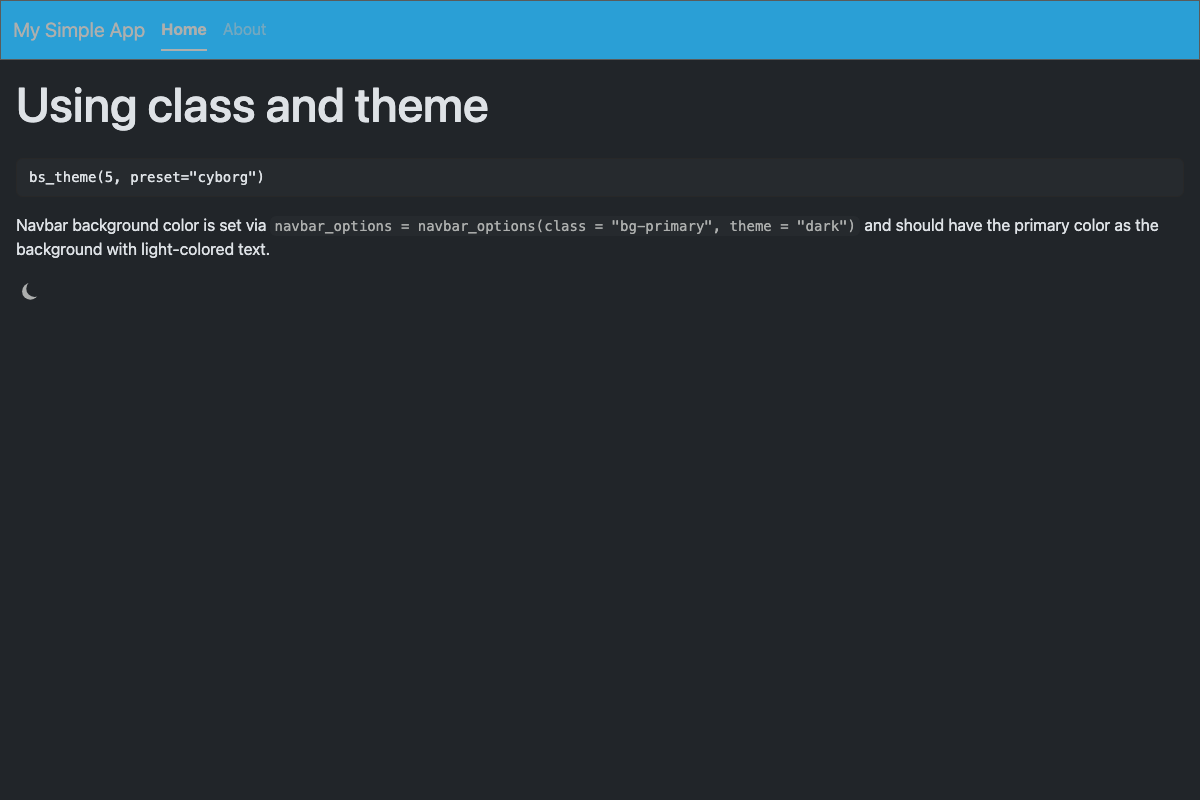 My Simple App Home About
Using class and theme
bs_theme(5, preset="cyborg")
Navbar background color is set via navbar_options = navbar_options(class = "bg-primary", theme = "dark") and should have the primary color as the
background with light-colored text.